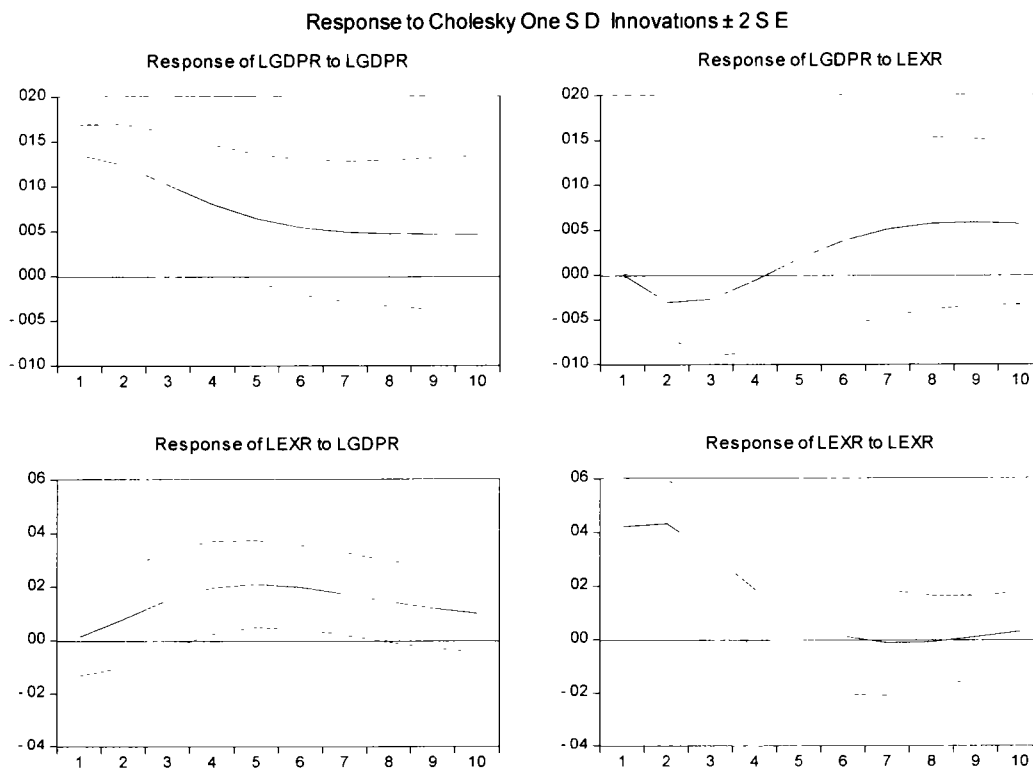 Response to Cholesky One S D Innovations ± 2 S E
Response of LGDPR to LGDPR
020
015
010
005
000
- 005
- 010
1 2 3 4 5 6 7 8 9 10
Response of LGDPR to LEXR
020
015
010
005
000
- 005
- 010
1 2 3 4 5 6 7 8 9 10
Response of LEXR to LGDPR
06
04
02
00
- 02
- 04
1 2 3 4 5 6 7 8 9 10
Response of LEXR to LEXR
06
04
02
00
- 02
- 04
1 2 3 4 5 6 7 8 9 10